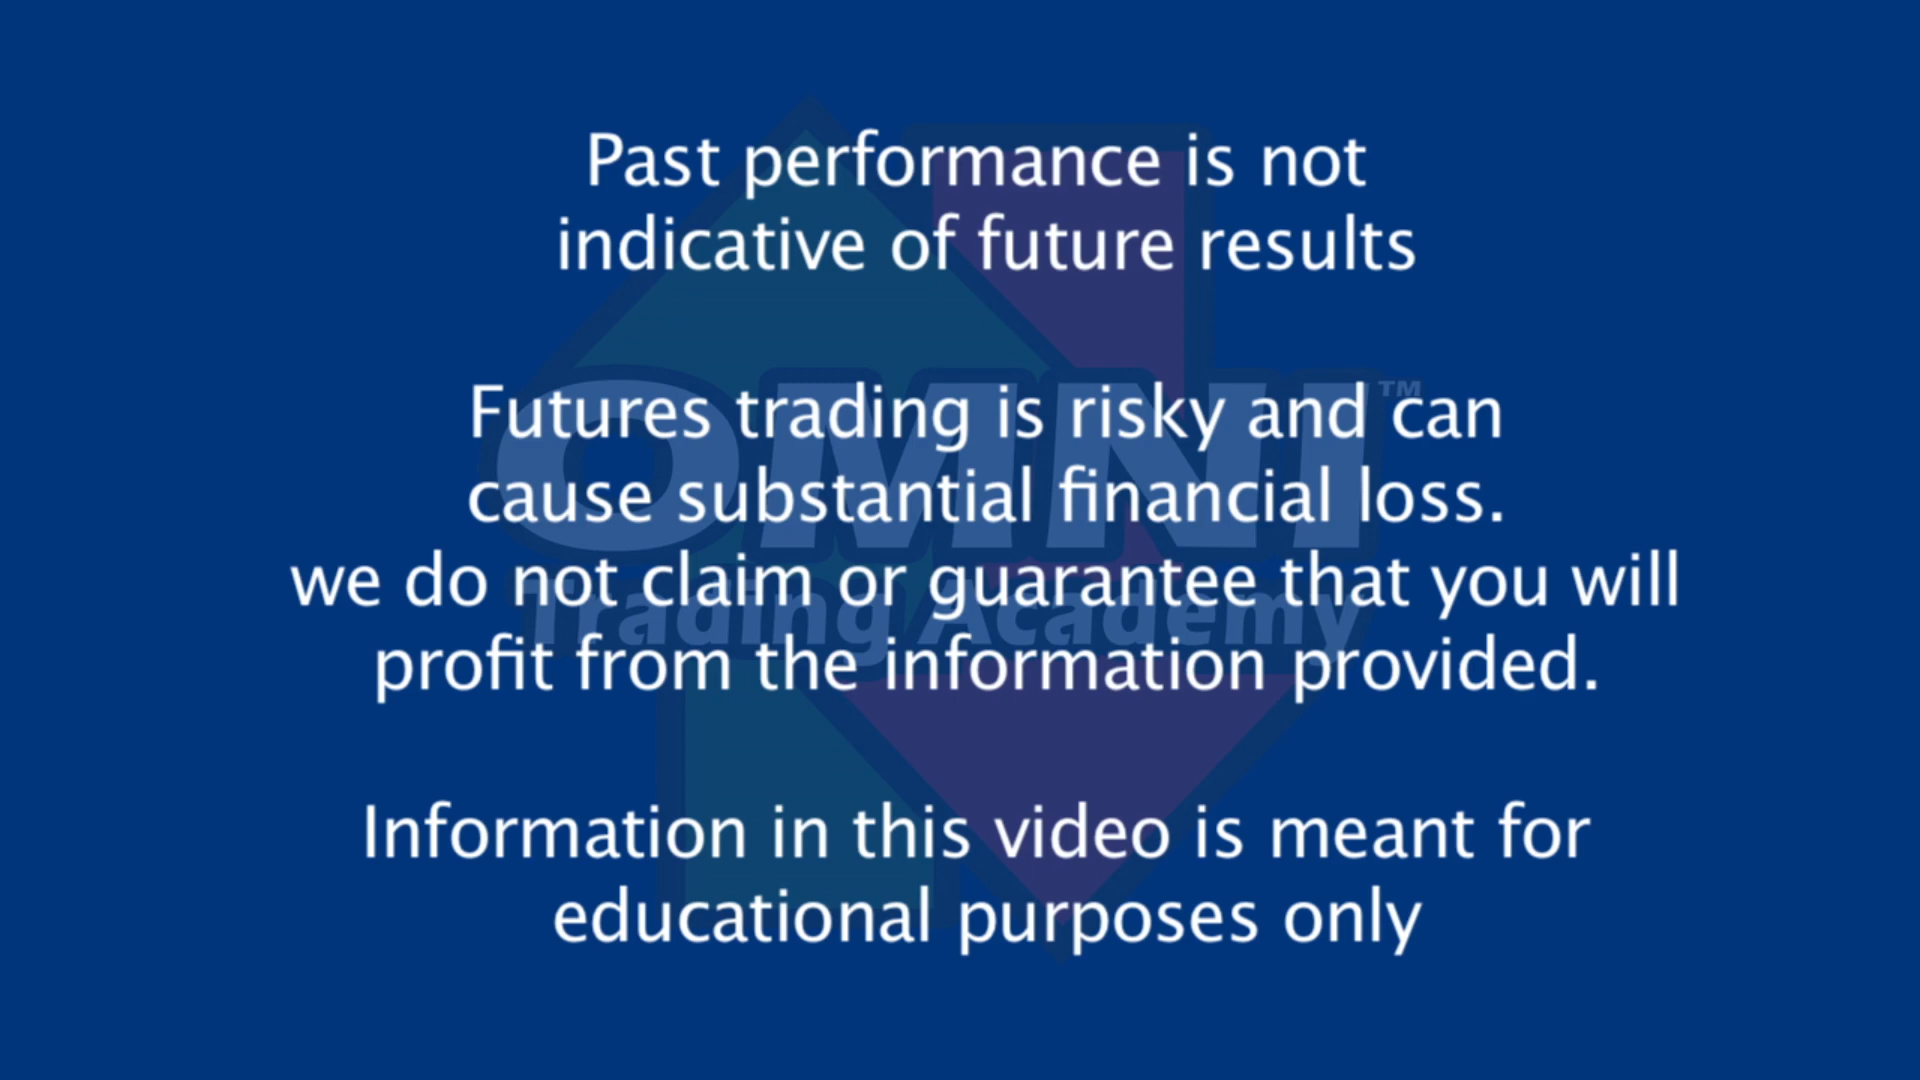 Past performance is not
indicative of future results
Futures trading is risky and can
cause substantial financial loss.
we do not claim or guarantee that you will
profit from the information provided.
Information in this video is meant for
educational purposes only
OMNI™
Trading Academy